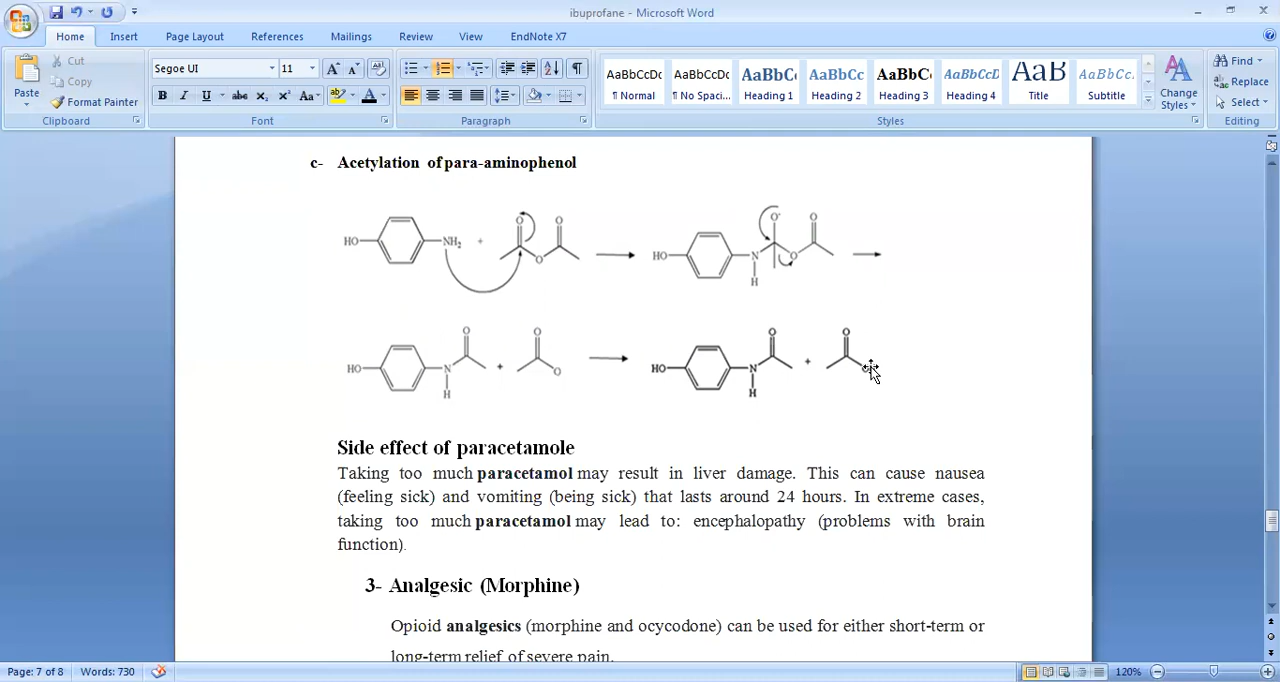 ibuprofane - Microsoft Word
Home Insert Page Layout References Mailings Review View EndNote X7
Paste Cut Copy Format Painter Clipboard
Segoe UI 11 Font
B I U abc X₂ X² Aa A
Paragraph
AaBbCcDc AaBbCcDc AaBbCc AaBbCc AaBbCc AaBbCcD AaB AaBbCc.
¶ Normal ¶ No Spaci... Heading 1 Heading 2 Heading 3 Heading 4 Title Subtitle
Styles
Change Styles
Find Replace Select Editing
c- Acetylation of para-aminophenol
HO NH₂ + O O O
HO N H O⁻ O O
HO N H O + O O
HO N H O + O
Side effect of paracetamole
Taking too much paracetamol may result in liver damage. This can cause nausea
(feeling sick) and vomiting (being sick) that lasts around 24 hours. In extreme cases,
taking too much paracetamol may lead to: encephalopathy (problems with brain
function).
3- Analgesic (Morphine)
Opioid analgesics (morphine and ocycodone) can be used for either short-term or
long-term relief of severe pain.
Page: 7 of 8 Words: 730 120%